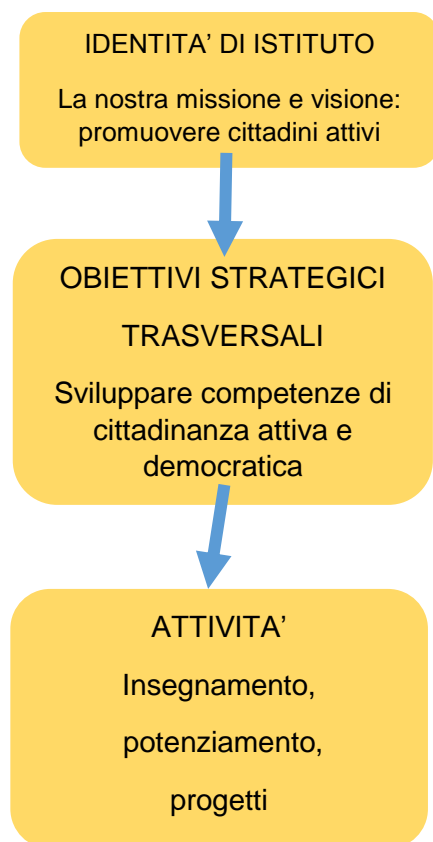 IDENTITA’ DI ISTITUTO
La nostra missione e visione:
promuovere cittadini attivi
OBIETTIVI STRATEGICI
TRASVERSALI
Sviluppare competenze di
cittadinanza attiva e
democratica
ATTIVITA’
Insegnamento,
potenziamento,
progetti